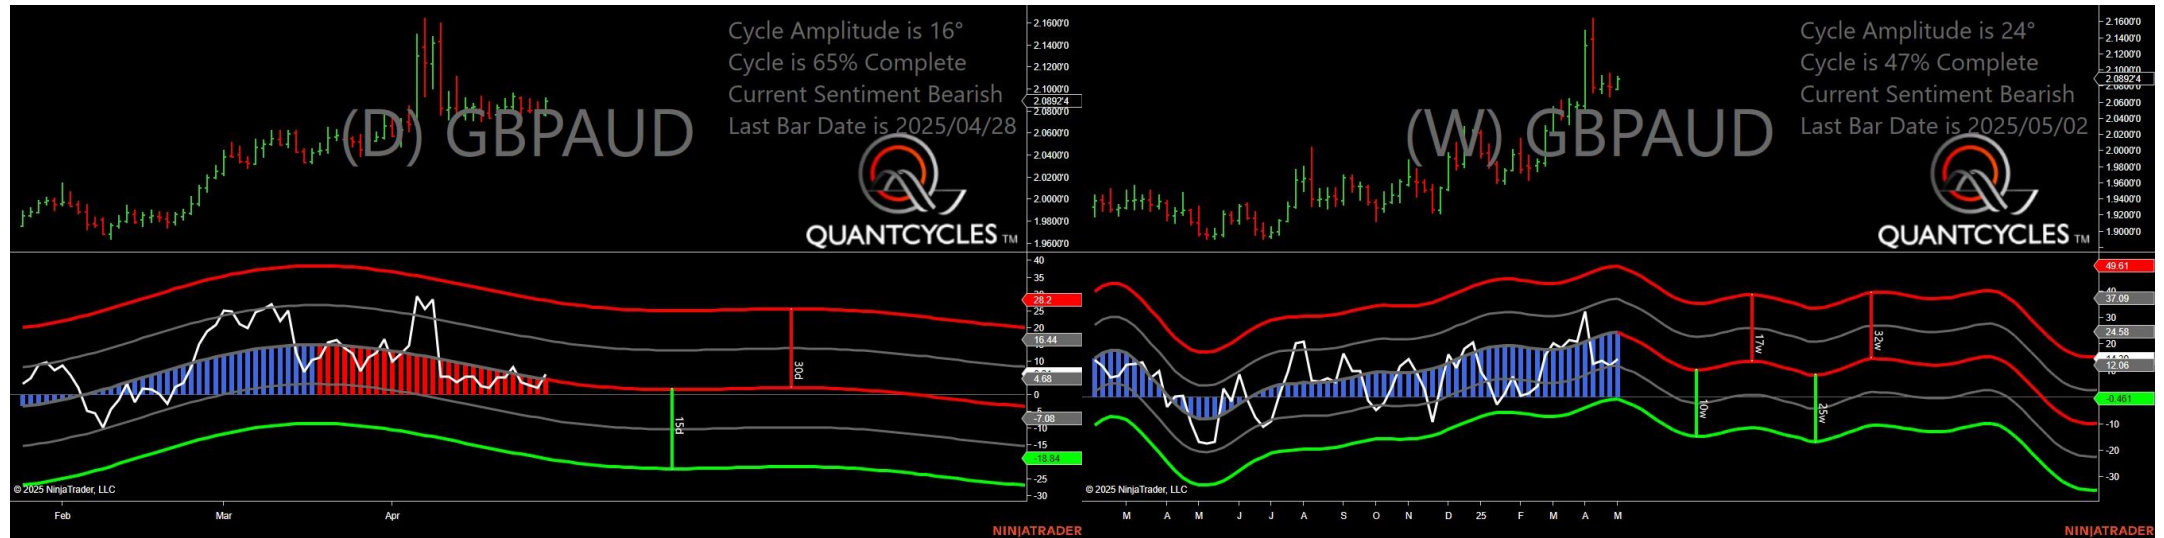 Cycle Amplitude is 16°
Cycle is 65% Complete
Current Sentiment Bearish
Last Bar Date is 2025/04/28
(D) GBPAUD
QUANTCYCLES TM
2.1600'0
2.1400'0
2.1200'0
2.0892'4
2.0800'0
2.0600'0
2.0400'0
2.0200'0
2.0000'0
1.9800'0
1.9600'0
40
35
28.2
25
20
16.44
10
4.68
0
-7.08
-10
-15
-18.84
-25
-30
30d
15d
© 2025 NinjaTrader, LLC
Feb
Mar
Apr
NINJATRADER
Cycle Amplitude is 24°
Cycle is 47% Complete
Current Sentiment Bearish
Last Bar Date is 2025/05/02
(W) GBPAUD
QUANTCYCLES TM
2.1600'0
2.1400'0
2.1200'0
2.1000'0
2.0892'4
2.0600'0
2.0400'0
2.0200'0
2.0000'0
1.9800'0
1.9600'0
1.9400'0
1.9200'0
1.9000'0
49.61
37.09
30
24.58
20
12.06
-0.461
-10
-20
-30
17w
32w
10w
25w
© 2025 NinjaTrader, LLC
M
A
M
J
J
A
S
O
N
D
25
F
M
A
M
NINJATRADER